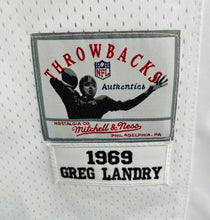 THROWBACKS
NFL
Authentics
NOSTALGIA CO.
Mitchell & Ness
PHILADELPHIA, PA.
1969
GREG LANDRY